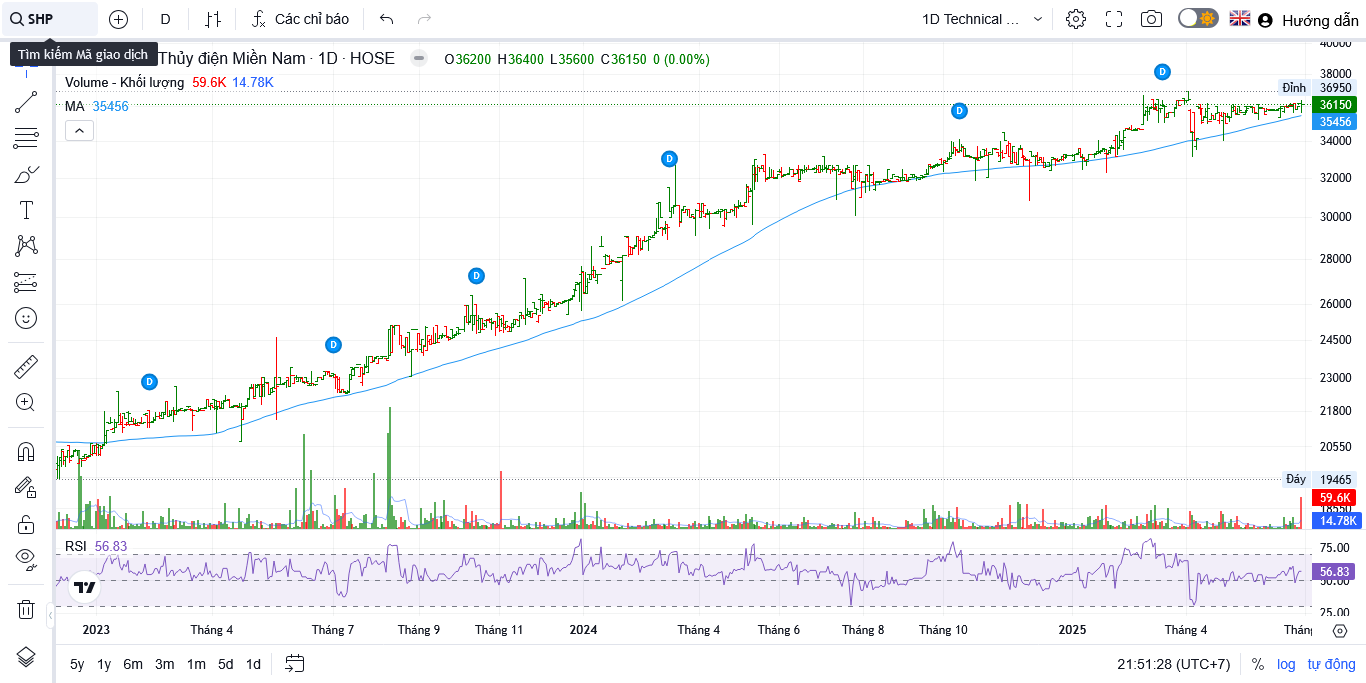 SHP
D
Các chỉ báo
1D Technical ...
Hướng dẫn
Tìm kiếm Mã giao dịch
Thủy điện Miền Nam · 1D · HOSE
O36200 H36400 L35600 C36150 0 (0.00%)
Volume - Khối lượng 59.6K 14.78K
MA 35456
D
D
D
D
D
D
40000
38000
Đỉnh 36950
36150
35456
34000
32000
30000
28000
26000
24500
23000
21800
20550
Đáy 19465
59.6K
18550
14.78K
RSI 56.83
75.00
56.83
50.00
25.00
2023 Tháng 4 Tháng 7 Tháng 9 Tháng 11 2024 Tháng 4 Tháng 6 Tháng 8 Tháng 10 2025 Tháng 4 Tháng
5y 1y 6m 3m 1m 5d 1d
21:51:28 (UTC+7) % log tự động